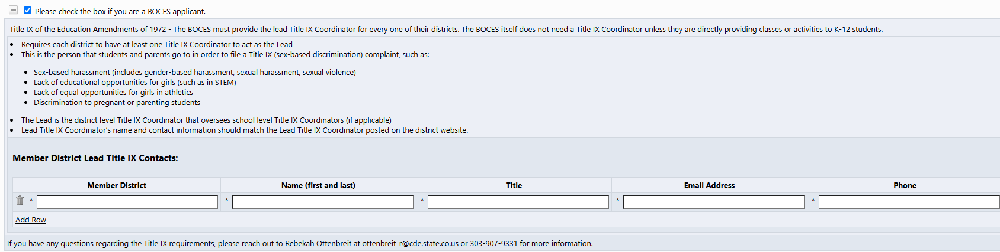 Please check the box if you are a BOCES applicant.
Title IX of the Education Amendments of 1972 - The BOCES must provide the lead Title IX Coordinator for every one of their districts. The BOCES itself does not need a Title IX Coordinator unless they are directly providing classes or activities to K-12 students.
• Requires each district to have at least one Title IX Coordinator to act as the Lead
• This is the person that students and parents go to in order to file a Title IX (sex-based discrimination) complaint, such as:
• Sex-based harassment (includes gender-based harassment, sexual harassment, sexual violence)
• Lack of educational opportunities for girls (such as in STEM)
• Lack of equal opportunities for girls in athletics
• Discrimination to pregnant or parenting students
• The Lead is the district level Title IX Coordinator that oversees school level Title IX Coordinators (if applicable)
• Lead Title IX Coordinator's name and contact information should match the Lead Title IX Coordinator posted on the district website.
Member District Lead Title IX Contacts:
Member District Name (first and last) Title Email Address Phone
* * * * *
Add Row
If you have any questions regarding the Title IX requirements, please reach out to Rebekah Ottenbreit at ottenbreit_r@cde.state.co.us or 303-907-9331 for more information.